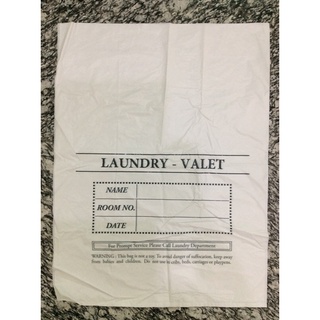 LAUNDRY - VALET
NAME
ROOM NO.
DATE
For Prompt Service Please Call Laundry Department
WARNING : This bag is not a toy. To avoid danger of suffocation, keep away
from babies and children. Do not use in cribs, beds, carriages or playpens.